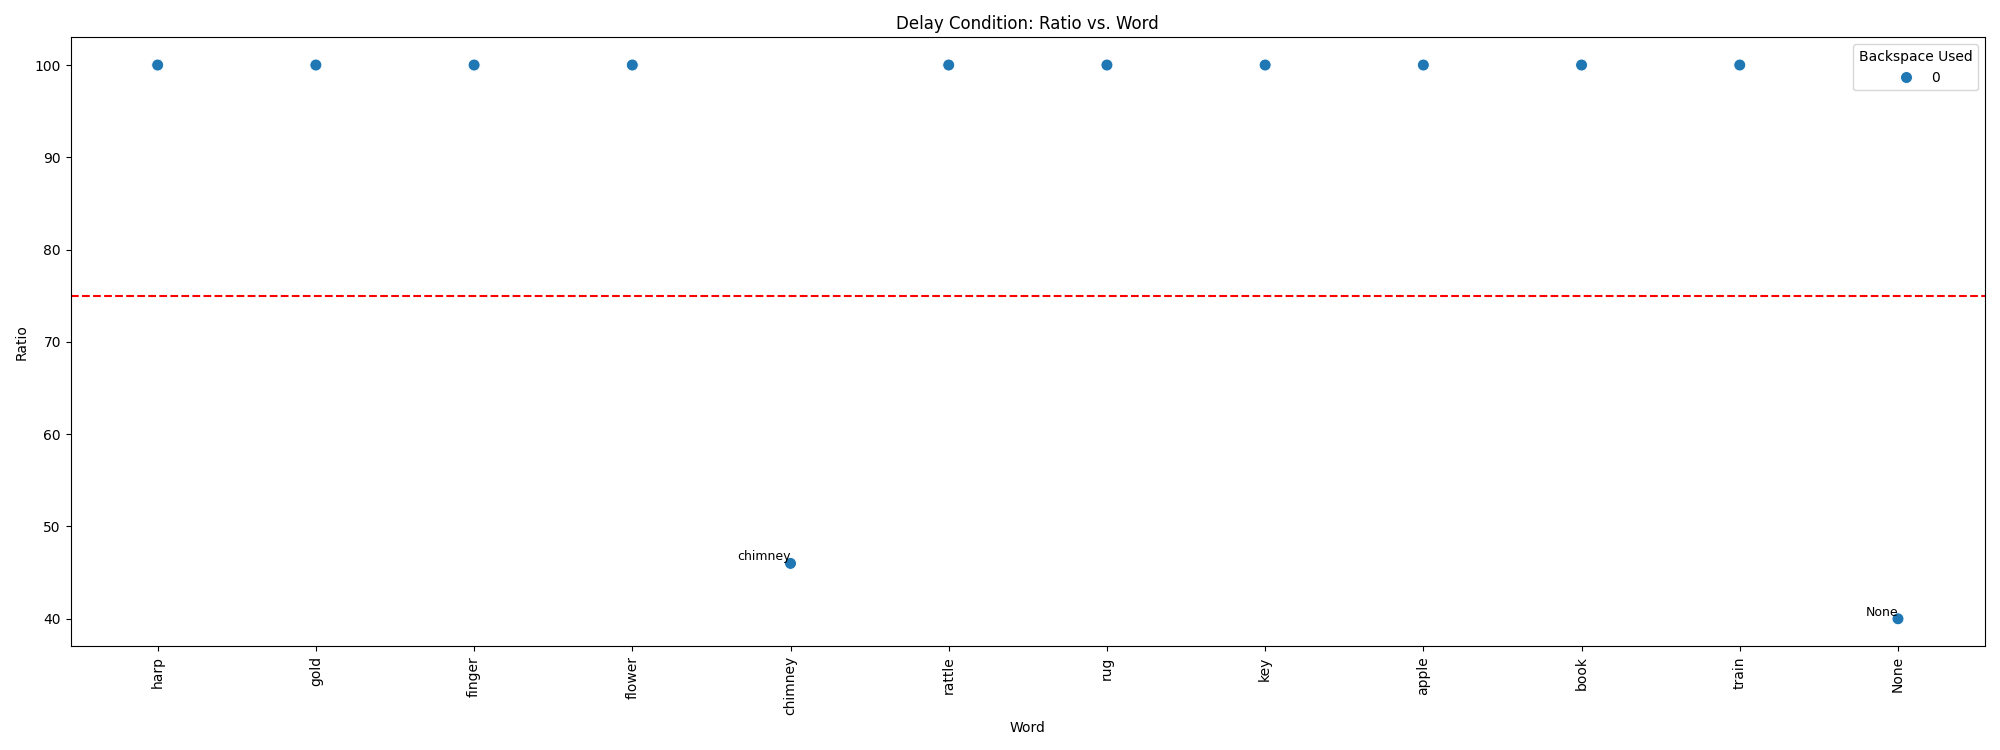 Delay Condition: Ratio vs. Word
Backspace Used
0
100
90
80
70
60
50
40
Ratio
chimney
None
harp
gold
finger
flower
chimney
rattle
rug
key
apple
book
train
None
Word